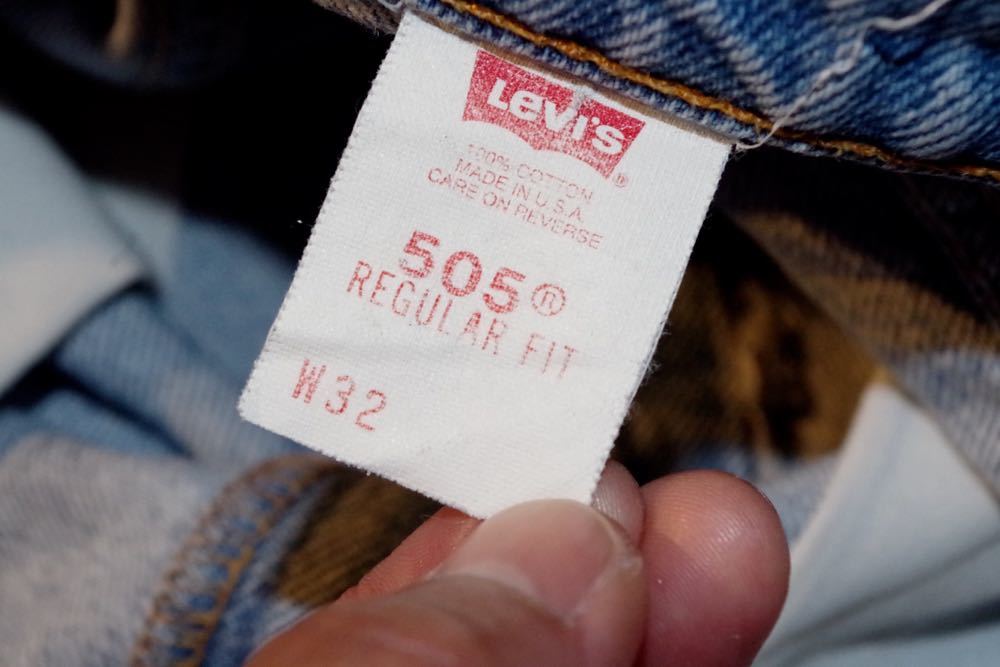 Levi's®
100% COTTON
MADE IN U.S.A.
CARE ON REVERSE
505®
REGULAR FIT
W32